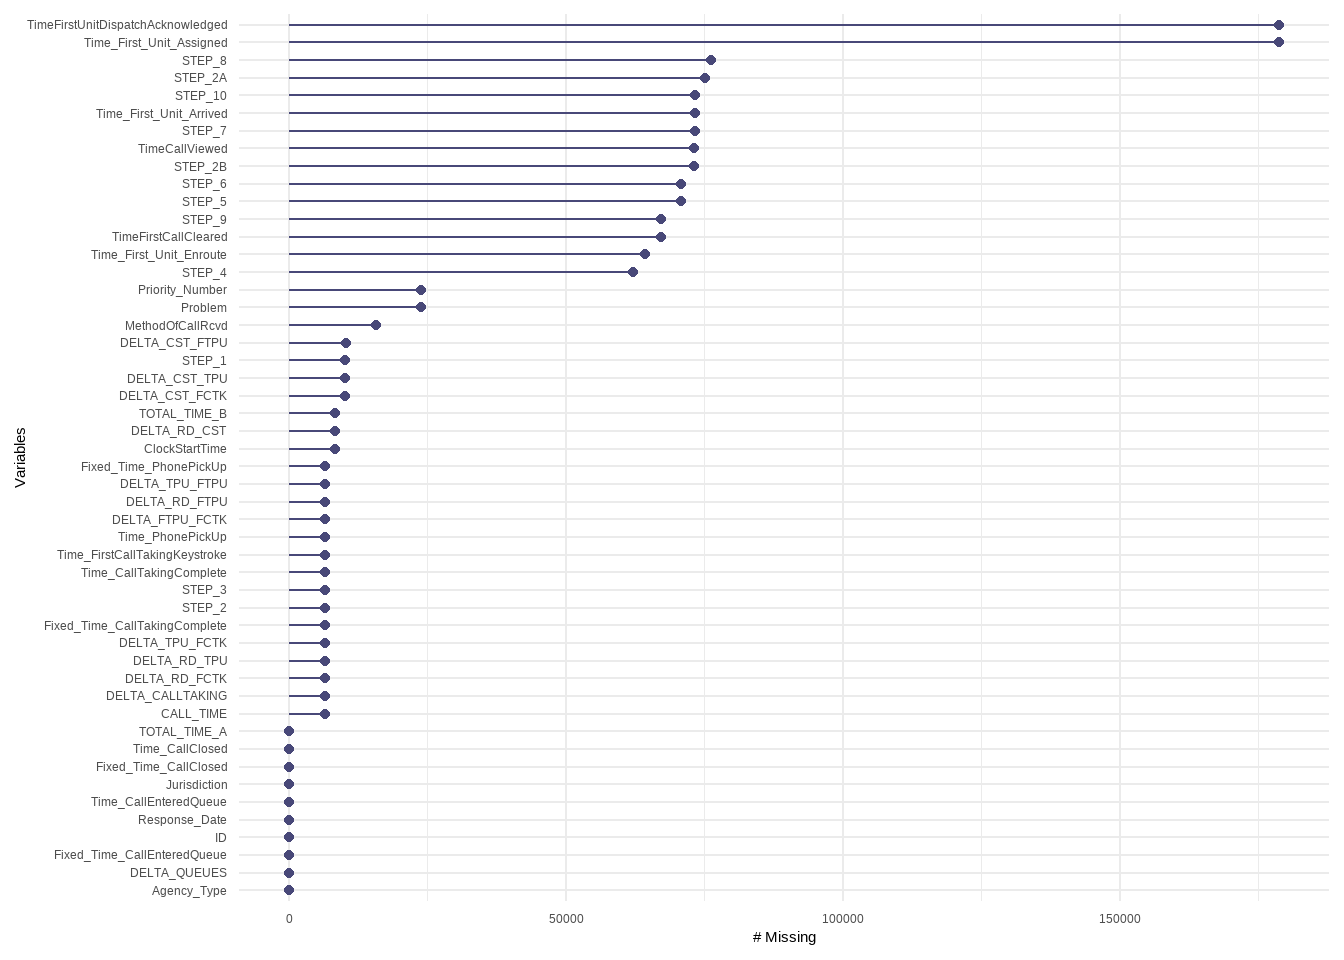 TimeFirstUnitDispatchAcknowledged
Time_First_Unit_Assigned
STEP_8
STEP_2A
STEP_10
Time_First_Unit_Arrived
STEP_7
TimeCallViewed
STEP_2B
STEP_6
STEP_5
STEP_9
TimeFirstCallCleared
Time_First_Unit_Enroute
STEP_4
Priority_Number
Problem
MethodOfCallRcvd
DELTA_CST_FTPU
STEP_1
DELTA_CST_TPU
DELTA_CST_FCTK
TOTAL_TIME_B
DELTA_RD_CST
ClockStartTime
Fixed_Time_PhonePickUp
DELTA_TPU_FTPU
DELTA_RD_FTPU
DELTA_FTPU_FCTK
Time_PhonePickUp
Time_FirstCallTakingKeystroke
Time_CallTakingComplete
STEP_3
STEP_2
Fixed_Time_CallTakingComplete
DELTA_TPU_FCTK
DELTA_RD_TPU
DELTA_RD_FCTK
DELTA_CALLTAKING
CALL_TIME
TOTAL_TIME_A
Time_CallClosed
Fixed_Time_CallClosed
Jurisdiction
Time_CallEnteredQueue
Response_Date
ID
Fixed_Time_CallEnteredQueue
DELTA_QUEUES
Agency_Type
Variables
0 50000 100000 150000
# Missing